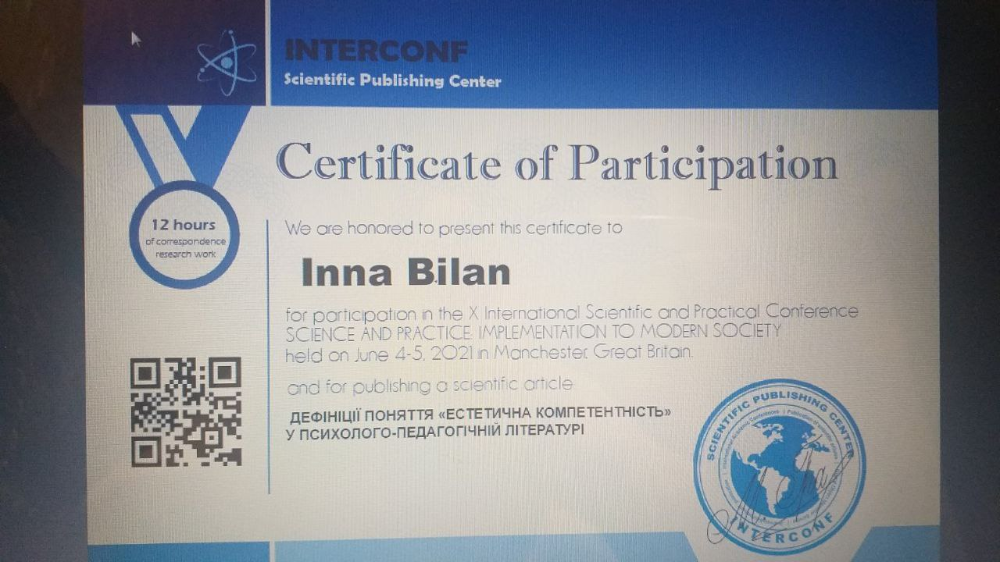 INTERCONF
Scientific Publishing Center
Certificate of Participation
12 hours
of correspondence
research work
We are honored to present this certificate to
Inna Bilan
for participation in the X International Scientific and Practical Conference
SCIENCE AND PRACTICE: IMPLEMENTATION TO MODERN SOCIETY
held on June 4-5, 2021 in Manchester, Great Britain.
and for publishing a scientific article
ДЕФІНІЦІЇ ПОНЯТТЯ «ЕСТЕТИЧНА КОМПЕТЕНТНІСТЬ»
У ПСИХОЛОГО-ПЕДАГОГІЧНІЙ ЛІТЕРАТУРІ
SCIENTIFIC PUBLISHING CENTER
INTERCONF